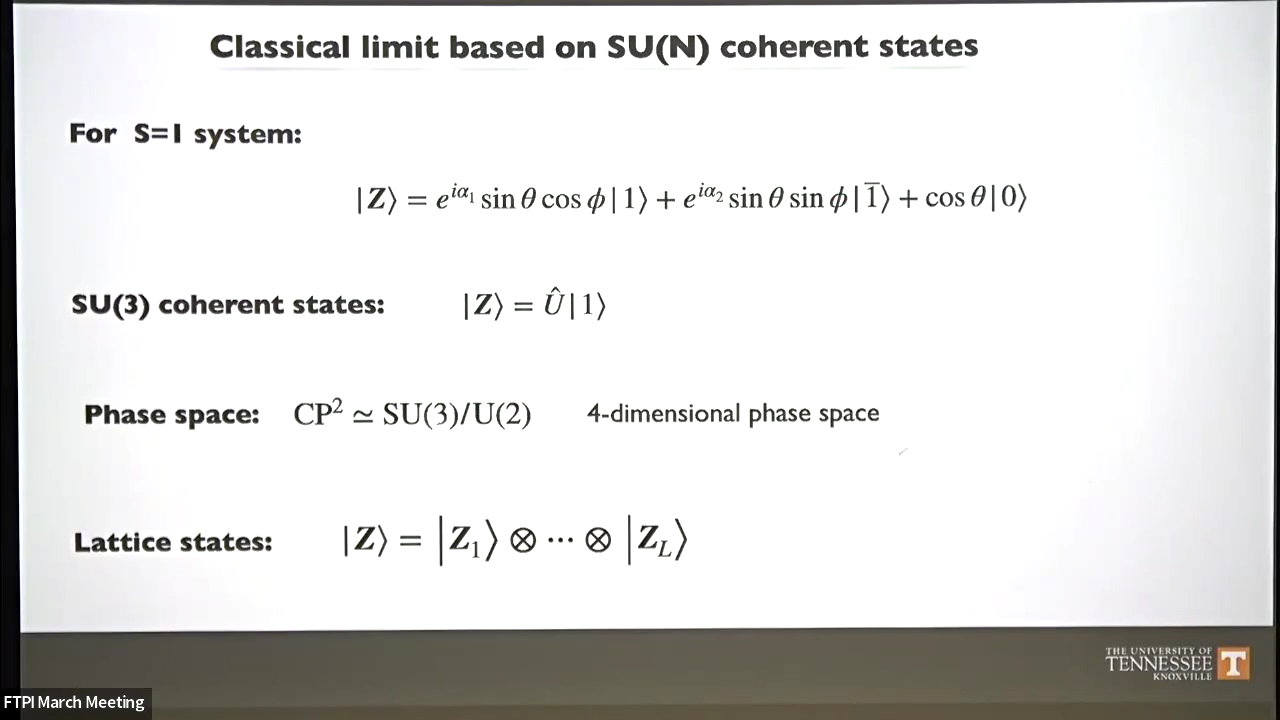 Classical limit based on SU(N) coherent states
For S=1 system:
|Z⟩ = e^{iα₁} sin θ cos ϕ | 1⟩ + e^{iα₂} sin θ sin ϕ | 1̅⟩ + cos θ | 0⟩
SU(3) coherent states: |Z⟩ = Û | 1⟩
Phase space: CP² ≃ SU(3)/U(2) 4-dimensional phase space
Lattice states: |Z⟩ = |Z₁⟩ ⊗ ··· ⊗ |Z_L⟩
THE UNIVERSITY OF
TENNESSEE
KNOXVILLE
T
FTPI March Meeting